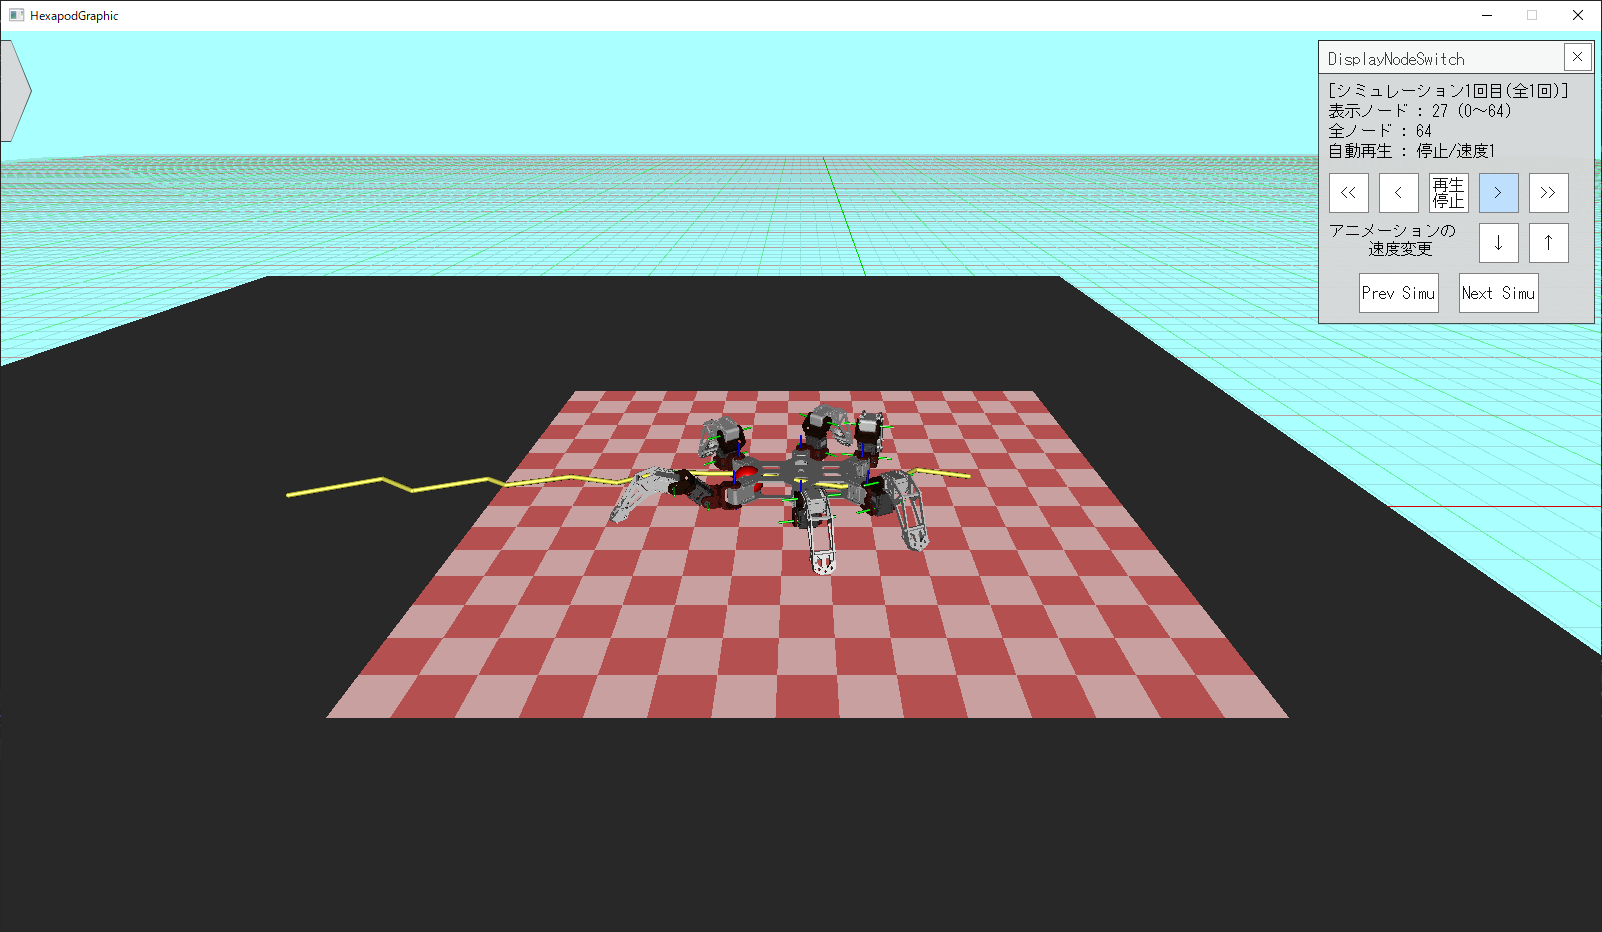 HexapodGraphic
DisplayNodeSwitch
[シミュレーション1回目(全1回)]
表示ノード : 27 (0～64)
全ノード : 64
自動再生 : 停止/速度1
<<
<
再生
停止
>
>>
アニメーションの
速度変更
↓
↑
Prev Simu
Next Simu